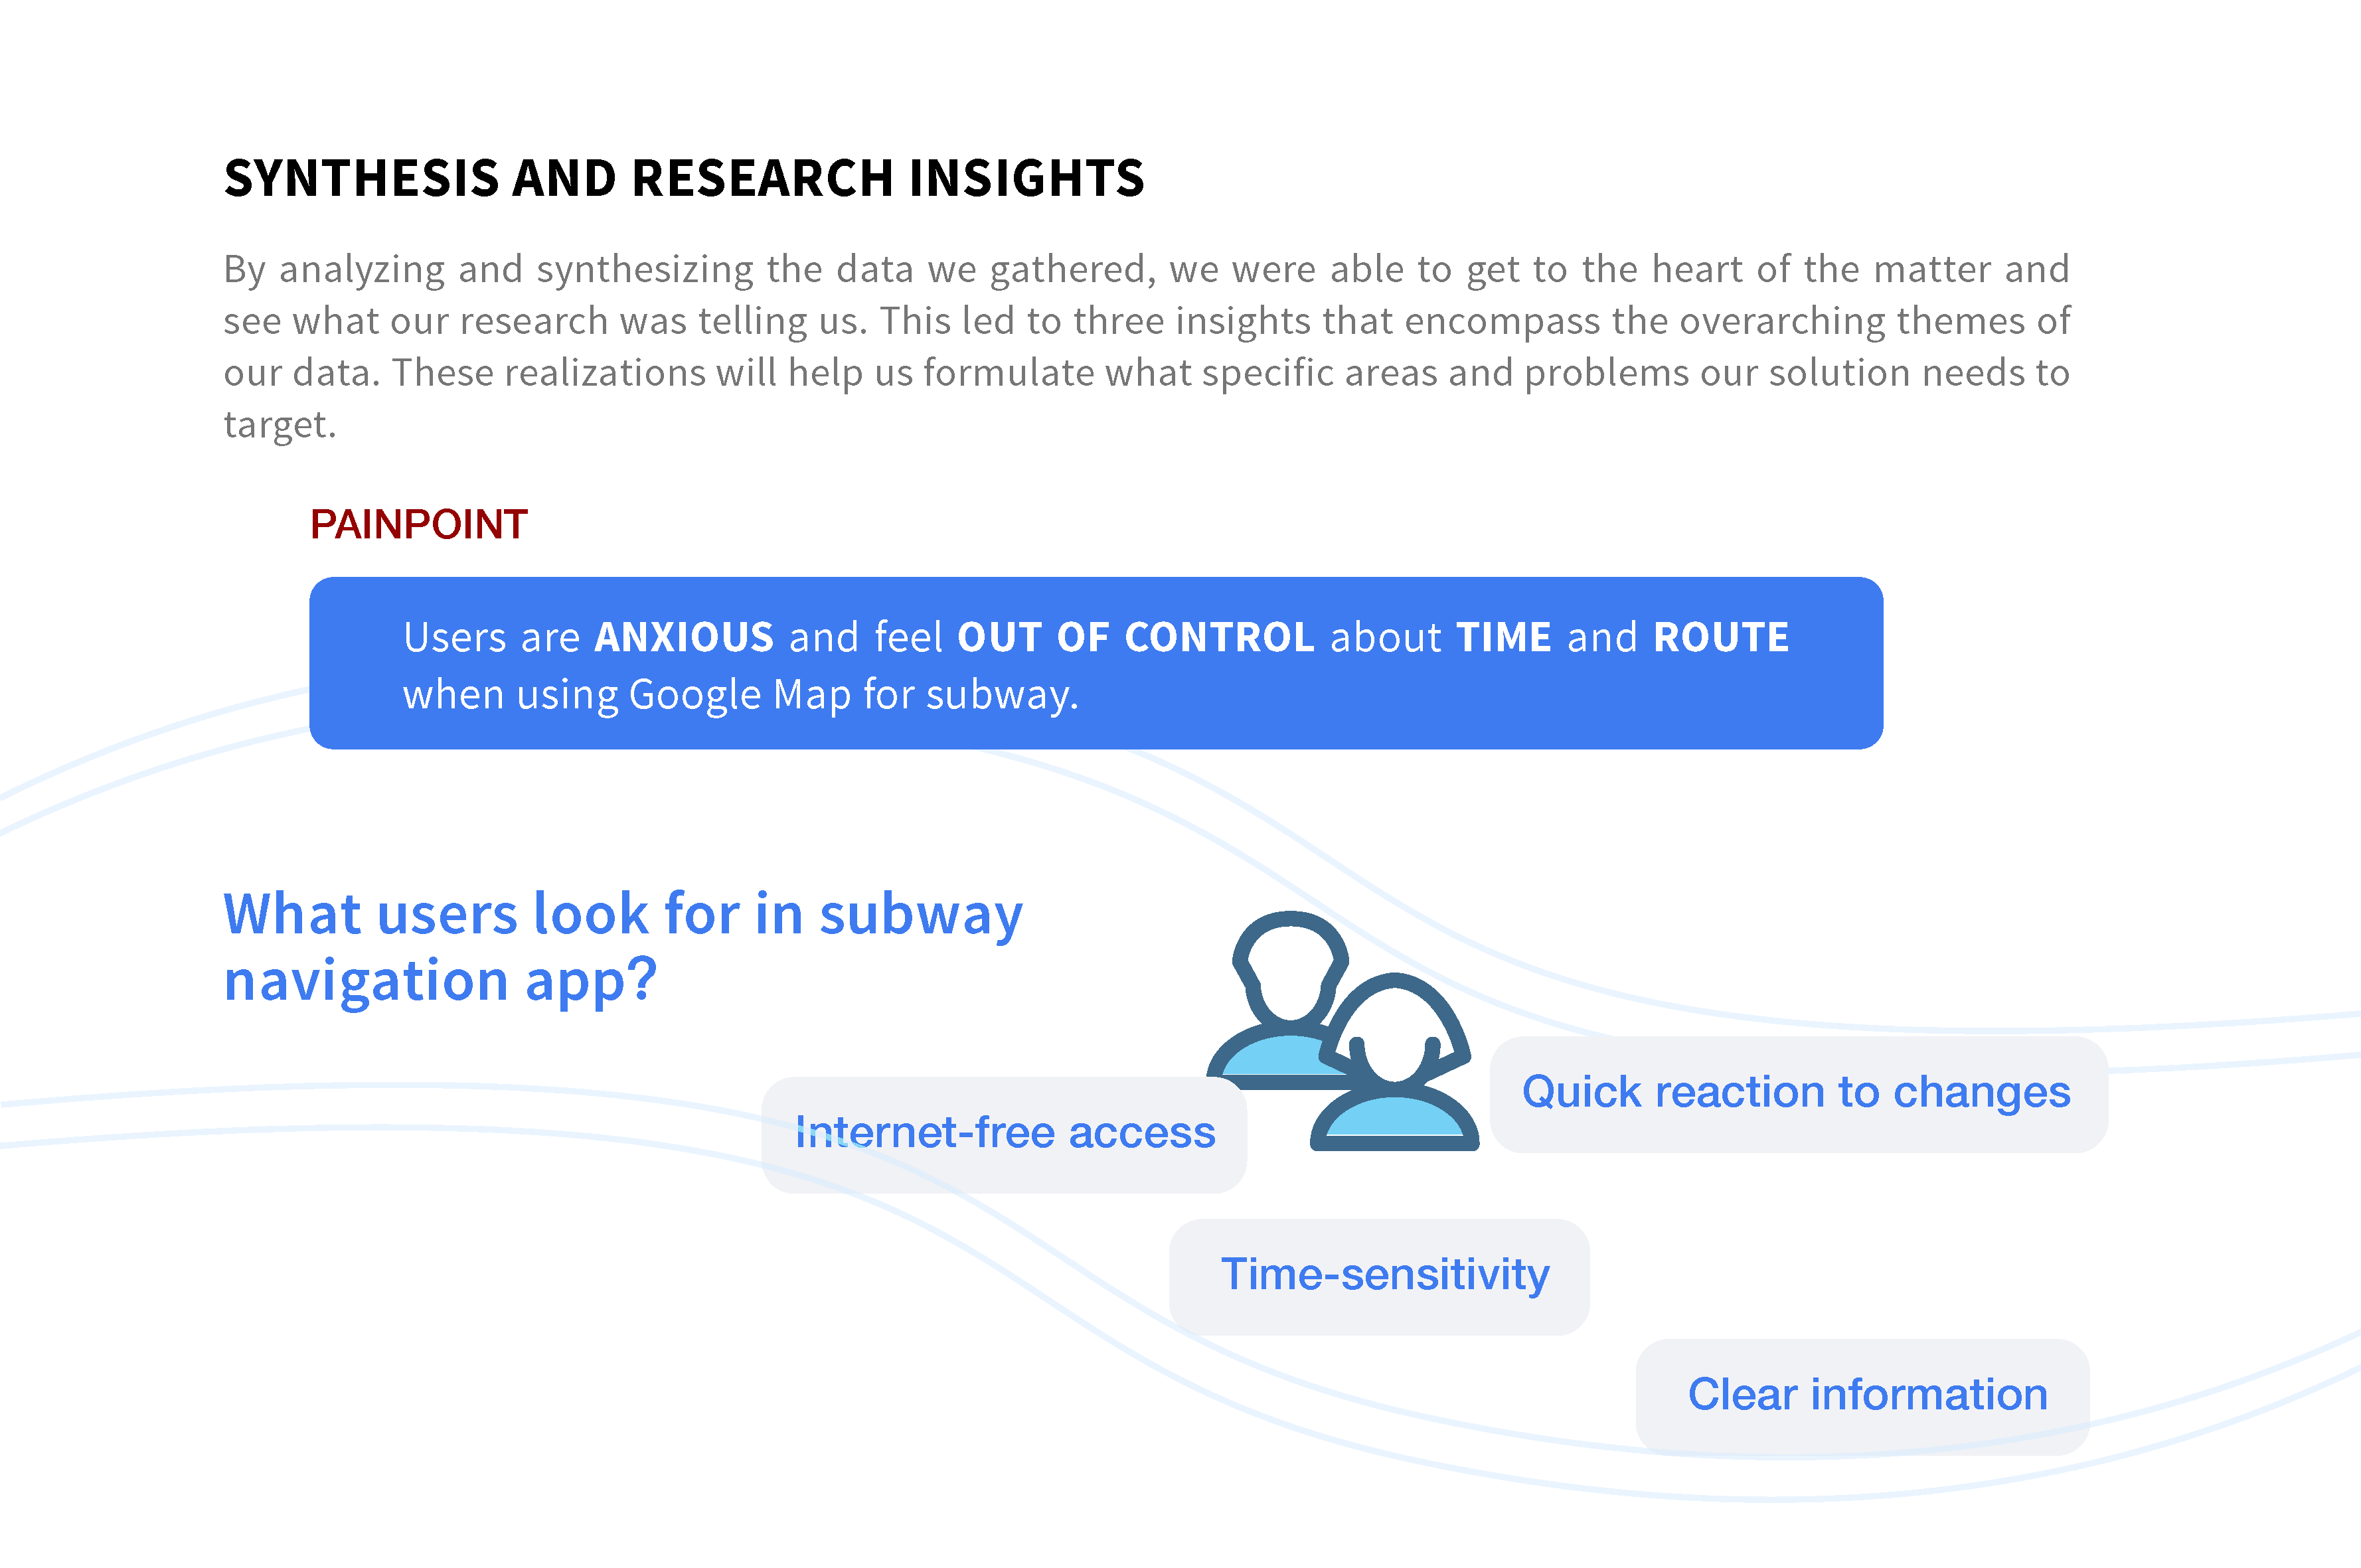 SYNTHESIS AND RESEARCH INSIGHTS
By analyzing and synthesizing the data we gathered, we were able to get to the heart of the matter and
see what our research was telling us. This led to three insights that encompass the overarching themes of
our data. These realizations will help us formulate what specific areas and problems our solution needs to
target.
PAINPOINT
Users are ANXIOUS and feel OUT OF CONTROL about TIME and ROUTE
when using Google Map for subway.
What users look for in subway
navigation app?
Quick reaction to changes
Internet-free access
Time-sensitivity
Clear information